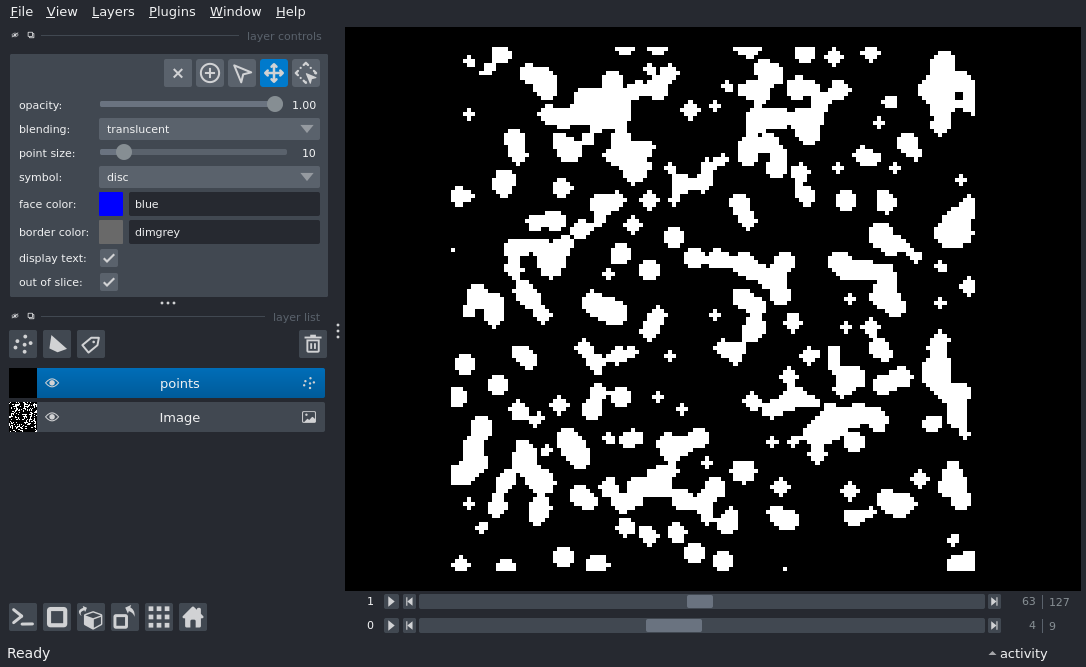 File View Layers Plugins Window Help
layer controls
opacity: 1.00
blending: translucent
point size: 10
symbol: disc
face color: blue
border color: dimgrey
display text:
out of slice:
layer list
points
Image
1 63 127
0 4 9
Ready activity